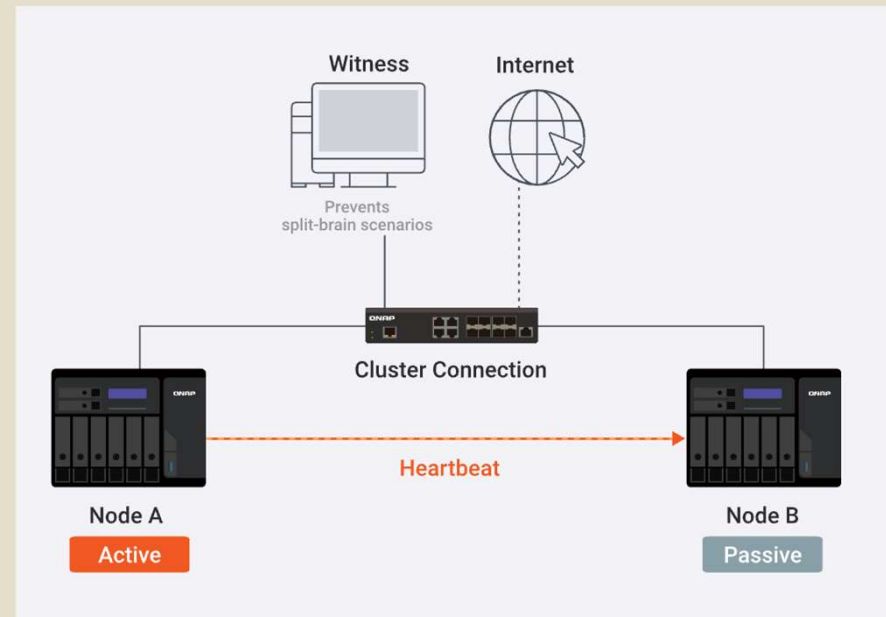 Witness
Internet
Prevents
split-brain scenarios
QNAP
Cluster Connection
QNAP
QNAP
Heartbeat
Node A
Node B
Active
Passive